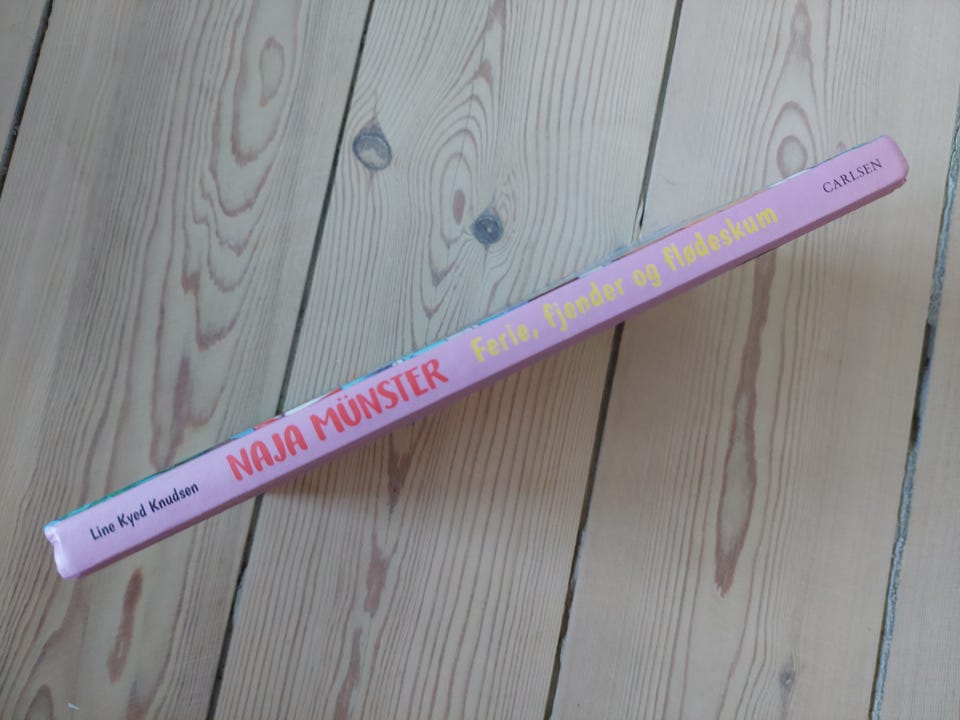 Line Kyed Knudsen NAJA MÜNSTER Ferie, fjender og flødeskum CARLSEN